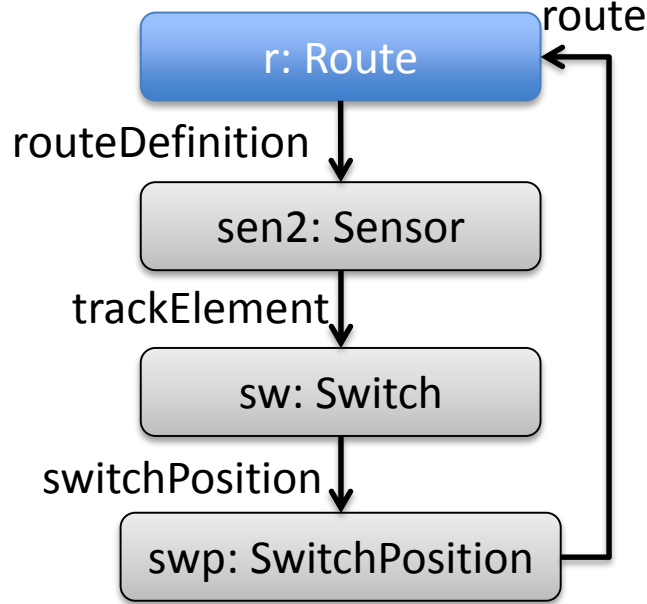 route
r: Route
routeDefinition
sen2: Sensor
trackElement
sw: Switch
switchPosition
swp: SwitchPosition